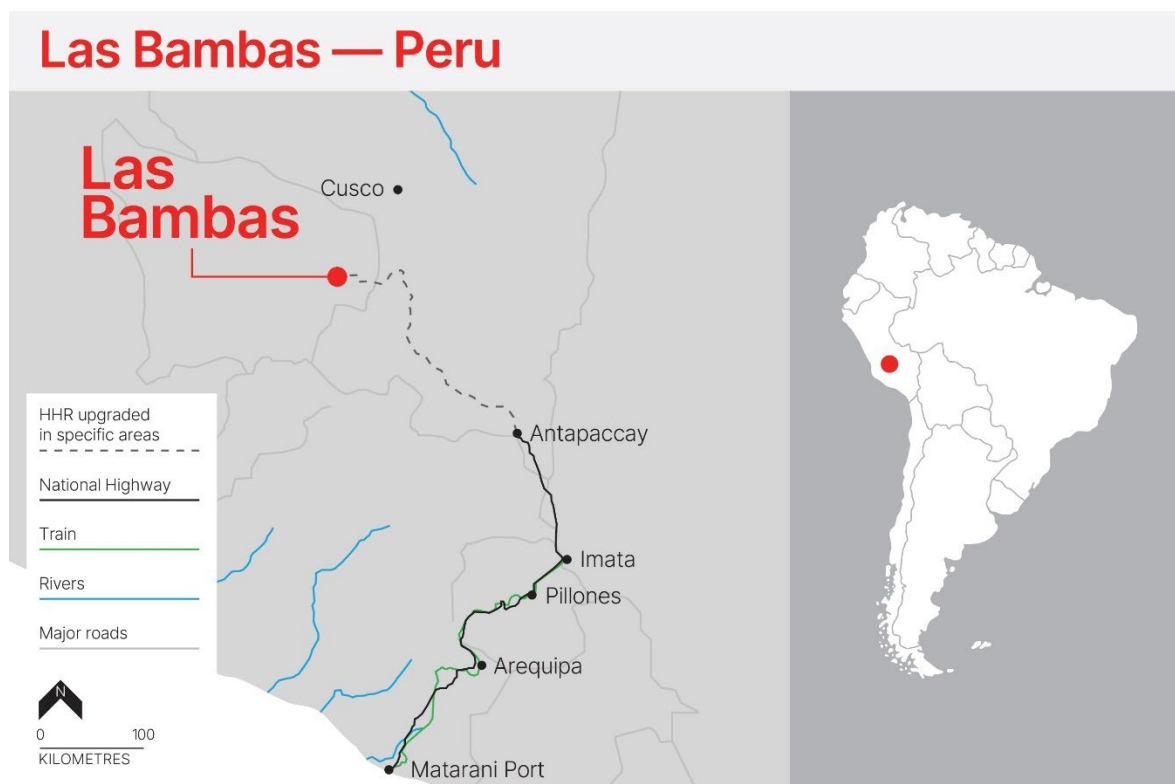 Las Bambas — Peru
Las
Bambas
Cusco
Antapaccay
Imata
Pillones
Arequipa
Matarani Port
HHR upgraded
in specific areas
National Highway
Train
Rivers
Major roads
N
0 100
KILOMETRES